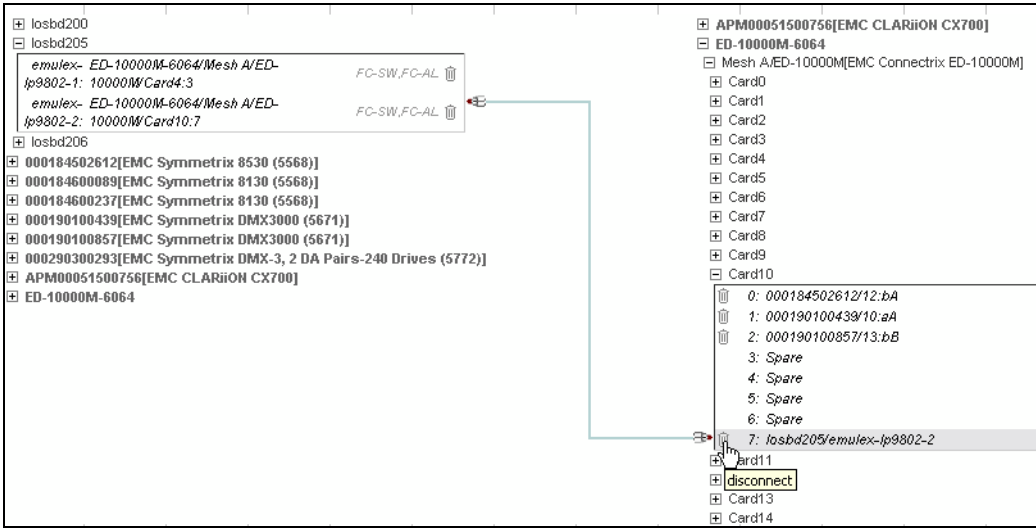 losbd200
losbd205
emulex- ED-10000M-6064/Mesh A/ED-
lp9802-1: 10000M/Card4:3
FC-SW,FC-AL
emulex- ED-10000M-6064/Mesh A/ED-
lp9802-2: 10000M/Card10:7
FC-SW,FC-AL
losbd206
000184502612[EMC Symmetrix 8530 (5568)]
000184600089[EMC Symmetrix 8130 (5568)]
000184600237[EMC Symmetrix 8130 (5568)]
000190100439[EMC Symmetrix DMX3000 (5671)]
000190100857[EMC Symmetrix DMX3000 (5671)]
000290300293[EMC Symmetrix DMX-3, 2 DA Pairs-240 Drives (5772)]
APM00051500756[EMC CLARiiON CX700]
ED-10000M-6064
APM00051500756[EMC CLARiiON CX700]
ED-10000M-6064
Mesh A/ED-10000M[EMC Connectrix ED-10000M]
Card0
Card1
Card2
Card3
Card4
Card5
Card6
Card7
Card8
Card9
Card10
0: 000184502612/12:bA
1: 000190100439/10:aA
2: 000190100857/13:bB
3: Spare
4: Spare
5: Spare
6: Spare
7: losbd205/emulex-lp9802-2
ard11
disconnect
Card13
Card14